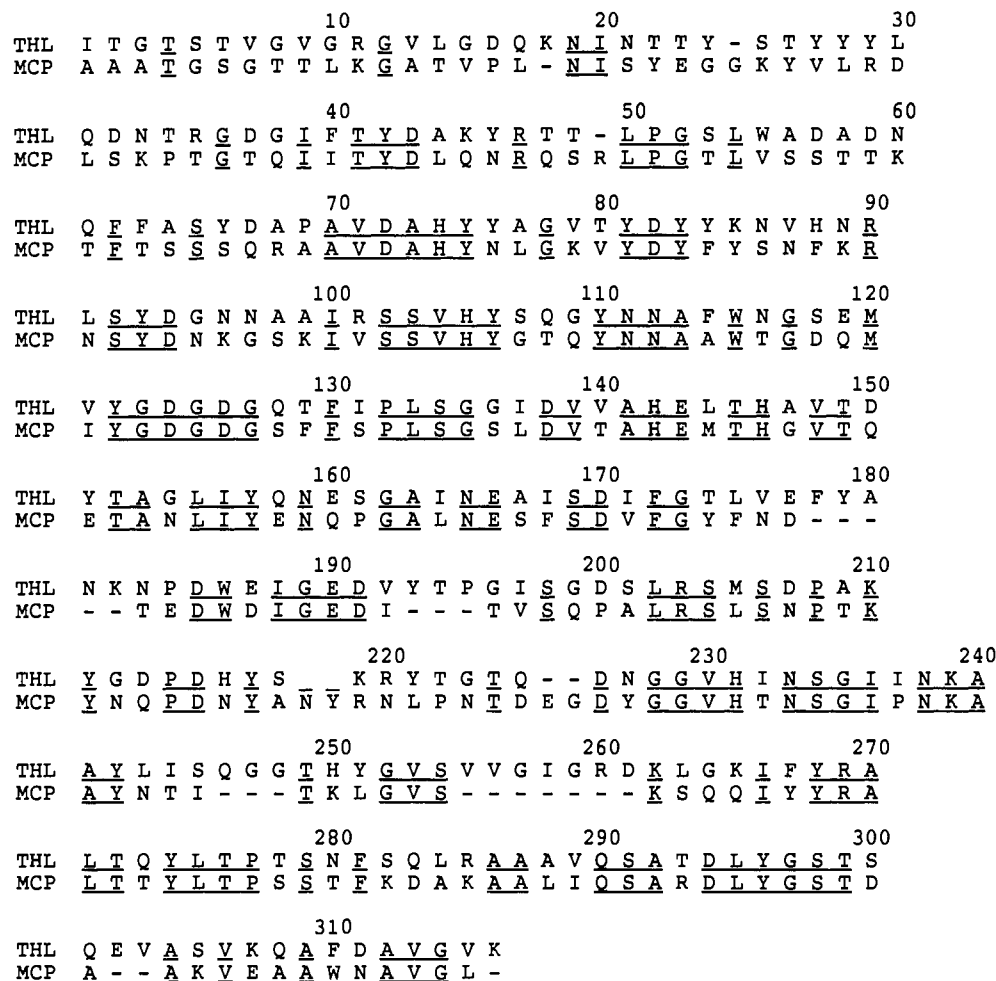 10 20 30
THL I T G T S T V G V G R G V L G D Q K N I N T T Y - S T Y Y Y L
MCP A A A T G S G T T L K G A T V P L - N I S Y E G G K Y V L R D
40 50 60
THL Q D N T R G D G I F T Y D A K Y R T T - L P G S L W A D A D N
MCP L S K P T G T Q I I T Y D L Q N R Q S R L P G T L V S S T T K
70 80 90
THL Q F F A S Y D A P A V D A H Y Y A G V T Y D Y Y K N V H N R
MCP T F T S S S Q R A A V D A H Y N L G K V Y D Y F Y S N F K R
100 110 120
THL L S Y D G N N A A I R S S V H Y S Q G Y N N A F W N G S E M
MCP N S Y D N K G S K I V S S V H Y G T Q Y N N A A W T G D Q M
130 140 150
THL V Y G D G D G Q T F I P L S G G I D V V A H E L T H A V T D
MCP I Y G D G D G S F F S P L S G S L D V T A H E M T H G V T Q
160 170 180
THL Y T A G L I Y Q N E S G A I N E A I S D I F G T L V E F Y A
MCP E T A N L I Y E N Q P G A L N E S F S D V F G Y F N D - - -
190 200 210
THL N K N P D W E I G E D V Y T P G I S G D S L R S M S D P A K
MCP - - T E D W D I G E D I - - - T V S Q P A L R S L S N P T K
220 230 240
THL Y G D P D H Y S _ _ K R Y T G T Q - - D N G G V H I N S G I I N K A
MCP Y N Q P D N Y A N Y R N L P N T D E G D Y G G V H T N S G I P N K A
250 260 270
THL A Y L I S Q G G T H Y G V S V V G I G R D K L G K I F Y R A
MCP A Y N T I - - - T K L G V S - - - - - - - K S Q Q I Y Y R A
280 290 300
THL L T Q Y L T P T S N F S Q L R A A A V Q S A T D L Y G S T S
MCP L T T Y L T P S S T F K D A K A A L I Q S A R D L Y G S T D
310
THL Q E V A S V K Q A F D A V G V K
MCP A - - A K V E A A W N A V G L -